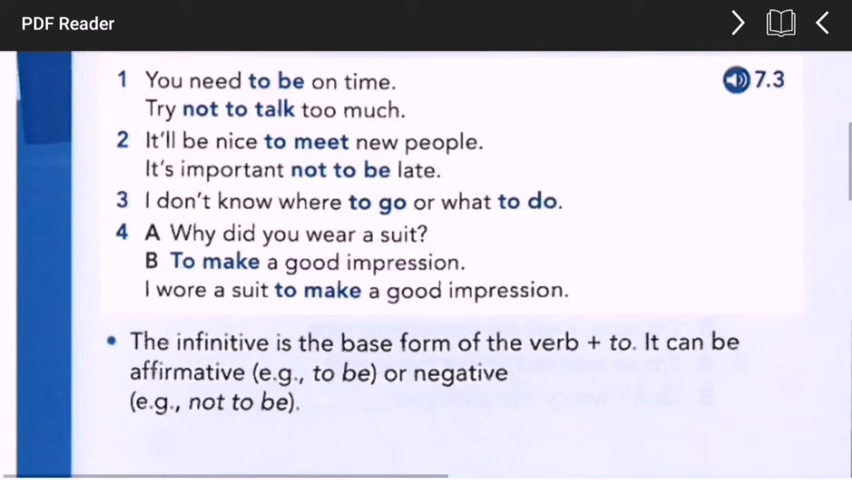 PDF Reader
7.3
1 You need to be on time.
Try not to talk too much.
2 It'll be nice to meet new people.
It's important not to be late.
3 I don't know where to go or what to do.
4 A Why did you wear a suit?
B To make a good impression.
I wore a suit to make a good impression.
• The infinitive is the base form of the verb + to. It can be
affirmative (e.g., to be) or negative
(e.g., not to be).